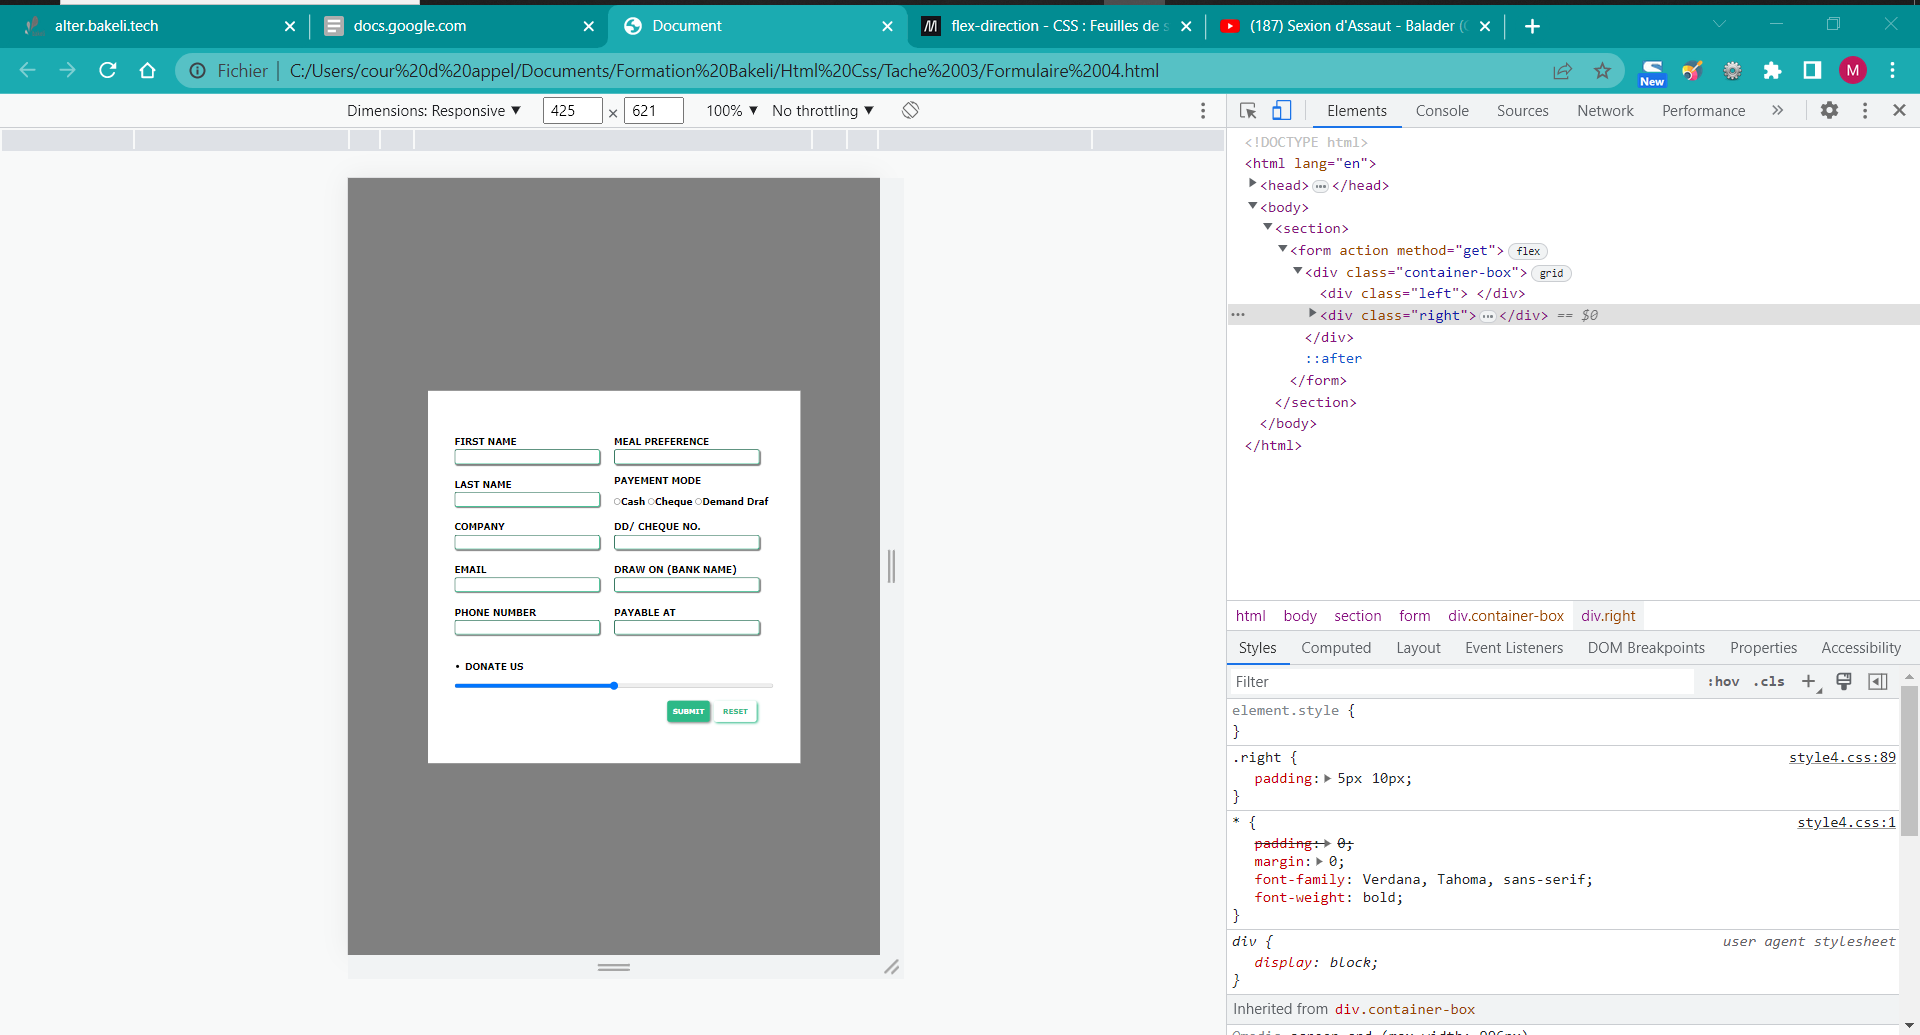 alter.bakeli.tech
docs.google.com
Document
flex-direction - CSS : Feuilles de s
(187) Sexion d'Assaut - Balader (
Fichier
C:/Users/cour%20d%20appel/Documents/Formation%20Bakeli/Html%20Css/Tache%2003/Formulaire%2004.html
New
M
Dimensions: Responsive ▼
425 × 621
100% ▼
No throttling ▼
Elements
Console
Sources
Network
Performance
»
FIRST NAME
MEAL PREFERENCE
LAST NAME
PAYEMENT MODE
Cash Cheque Demand Draf
COMPANY
DD/ CHEQUE NO.
EMAIL
DRAW ON (BANK NAME)
PHONE NUMBER
PAYABLE AT
• DONATE US
SUBMIT
RESET
<!DOCTYPE html>
<html lang="en">
<head> ••• </head>
<body>
<section>
<form action method="get"> flex
<div class="container-box"> grid
<div class="left"> </div>
••• <div class="right"> ••• </div> == $0
</div>
::after
</form>
</section>
</body>
</html>
html body section form div.container-box div.right
Styles Computed Layout Event Listeners DOM Breakpoints Properties Accessibility
Filter
:hov .cls +
element.style {
}
.right { style4.css:89
padding: 5px 10px;
}
* { style4.css:1
padding: 0;
margin: 0;
font-family: Verdana, Tahoma, sans-serif;
font-weight: bold;
}
div { user agent stylesheet
display: block;
}
Inherited from div.container-box